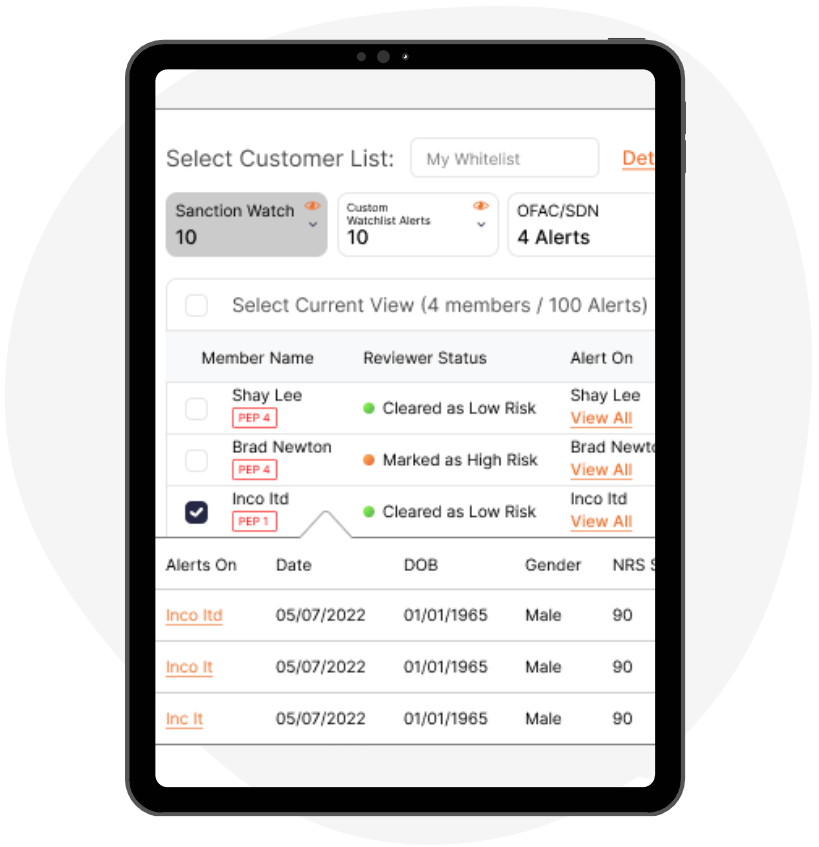 Select Customer List: My Whitelist Det
Sanction Watch
10
Custom
Watchlist Alerts
10
OFAC/SDN
4 Alerts
Select Current View (4 members / 100 Alerts)
Member Name Reviewer Status Alert On
Shay Lee
PEP 4
Cleared as Low Risk
Shay Lee
View All
Brad Newton
PEP 4
Marked as High Risk
Brad Newto
View All
Inco ltd
PEP 1
Cleared as Low Risk
Inco ltd
View All
Alerts On Date DOB Gender NRS S
Inco ltd 05/07/2022 01/01/1965 Male 90
Inco lt 05/07/2022 01/01/1965 Male 90
Inc lt 05/07/2022 01/01/1965 Male 90